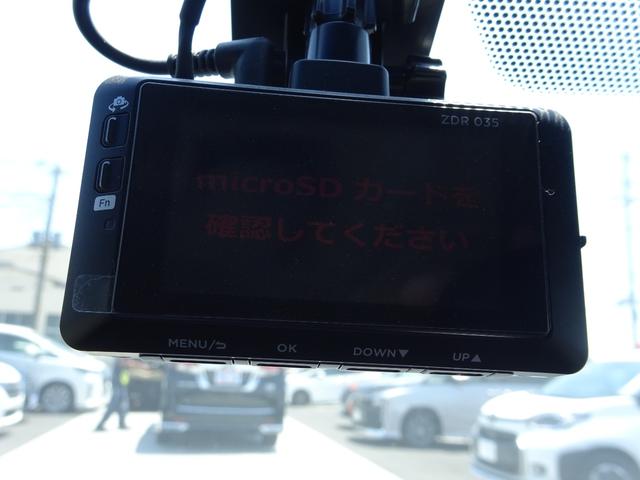 ZDR 035
microSD カードを
確認してください
Fn
MENU/⮌
OK
DOWN▼
UP▲